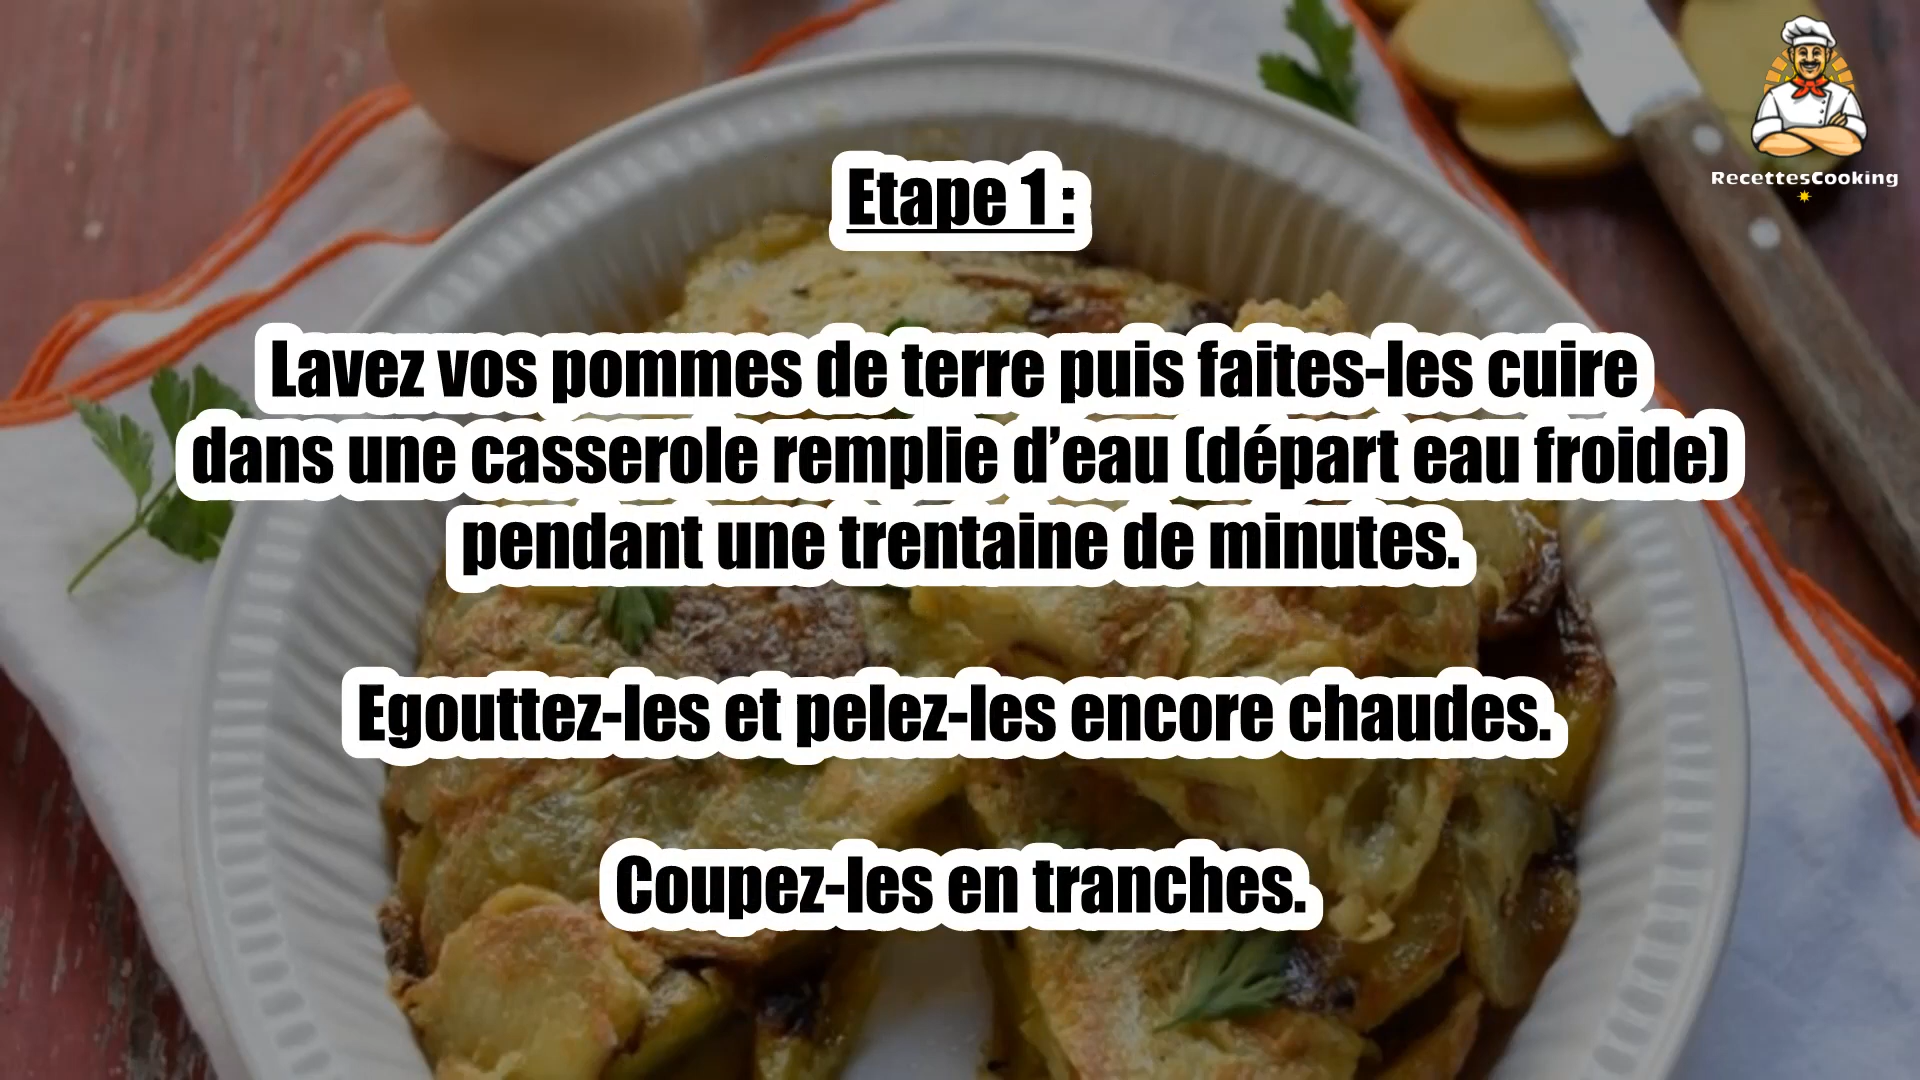 RecettesCooking
Etape 1 :
Lavez vos pommes de terre puis faites-les cuire
dans une casserole remplie d’eau (départ eau froide)
pendant une trentaine de minutes.
Egouttez-les et pelez-les encore chaudes.
Coupez-les en tranches.